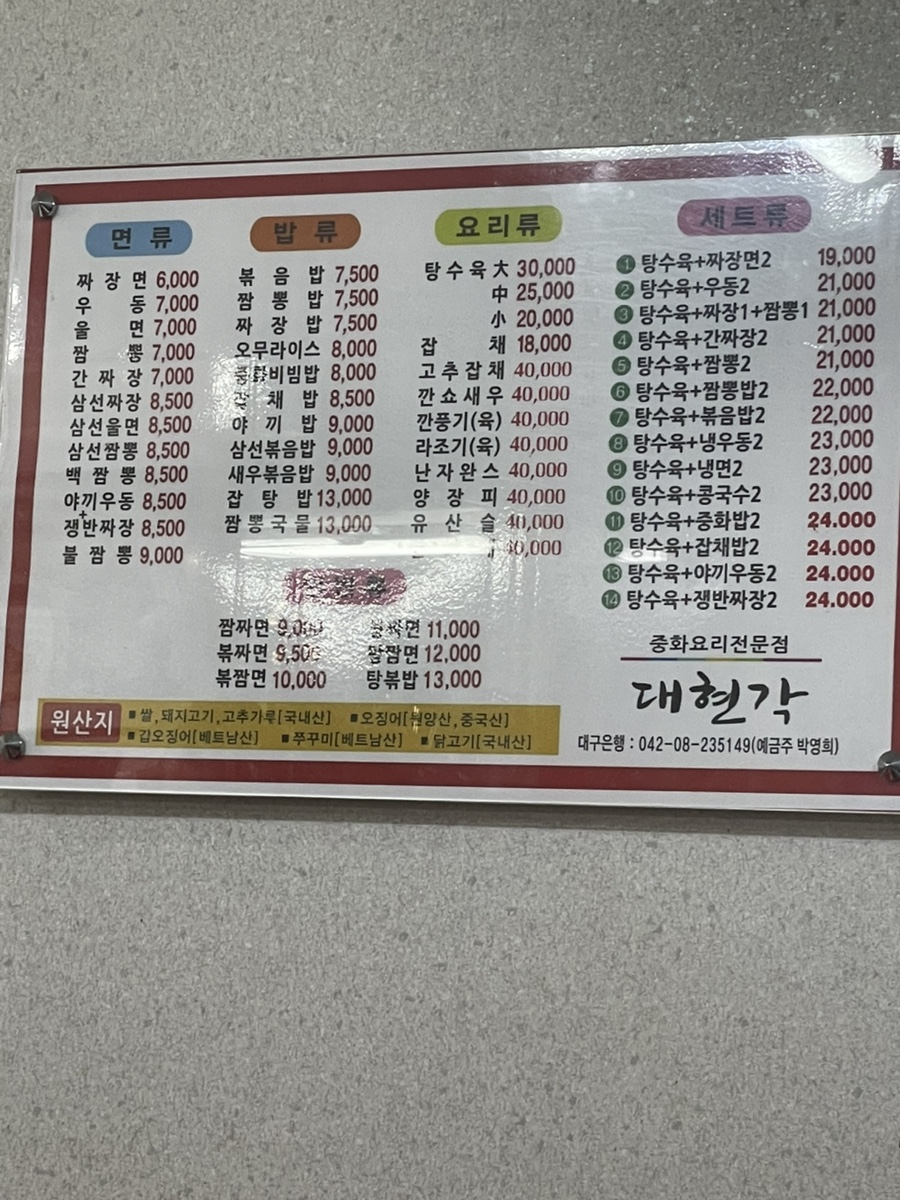 면 류
짜 장 면 6,000
우 동 7,000
울 면 7,000
짬 뽕 7,000
간 짜 장 7,000
삼선짜장 8,500
삼선울면 8,500
삼선짬뽕 8,500
백 짬 뽕 8,500
야끼우동 8,500
+
쟁반짜장 8,500
불 짬 뽕 9,000
밥 류
볶 음 밥 7,500
짬 뽕 밥 7,500
짜 장 밥 7,500
오무라이스 8,000
중화비빔밥 8,000
채 밥 8,500
야 끼 밥 9,000
삼선볶음밥 9,000
새우볶음밥 9,000
잡 탕 밥 13,000
짬뽕국물 13,000
요리류
탕수육 大 30,000
中 25,000
小 20,000
잡 채 18,000
고추잡채 40,000
깐쇼새우 40,000
깐풍기(육) 40,000
라조기(육) 40,000
난자완스 40,000
양 장 피 40,000
유 산 슬 40,000
40,000
짬짜면 9,000
볶짜면 9,500
볶짬면 10,000
11,000
탕짬면 12,000
탕볶밥 13,000
세트류
1 탕수육+짜장면2 19,000
2 탕수육+우동2 21,000
3 탕수육+짜장1+짬뽕1 21,000
4 탕수육+간짜장2 21,000
5 탕수육+짬뽕2 21,000
6 탕수육+짬뽕밥2 22,000
7 탕수육+볶음밥2 22,000
8 탕수육+냉우동2 23,000
9 탕수육+냉면2 23,000
10 탕수육+콩국수2 23,000
11 탕수육+중화밥2 24.000
12 탕수육+잡채밥2 24.000
13 탕수육+야끼우동2 24.000
14 탕수육+쟁반짜장2 24.000
중화요리전문점
대현각
대구은행 : 042-08-235149(예금주 박영희)
원산지
■ 쌀,돼지고기,고추가루[국내산] ■ 오징어[원양산,중국산]
■ 갑오징어[베트남산] ■ 쭈꾸미[베트남산] ■ 닭고기[국내산]